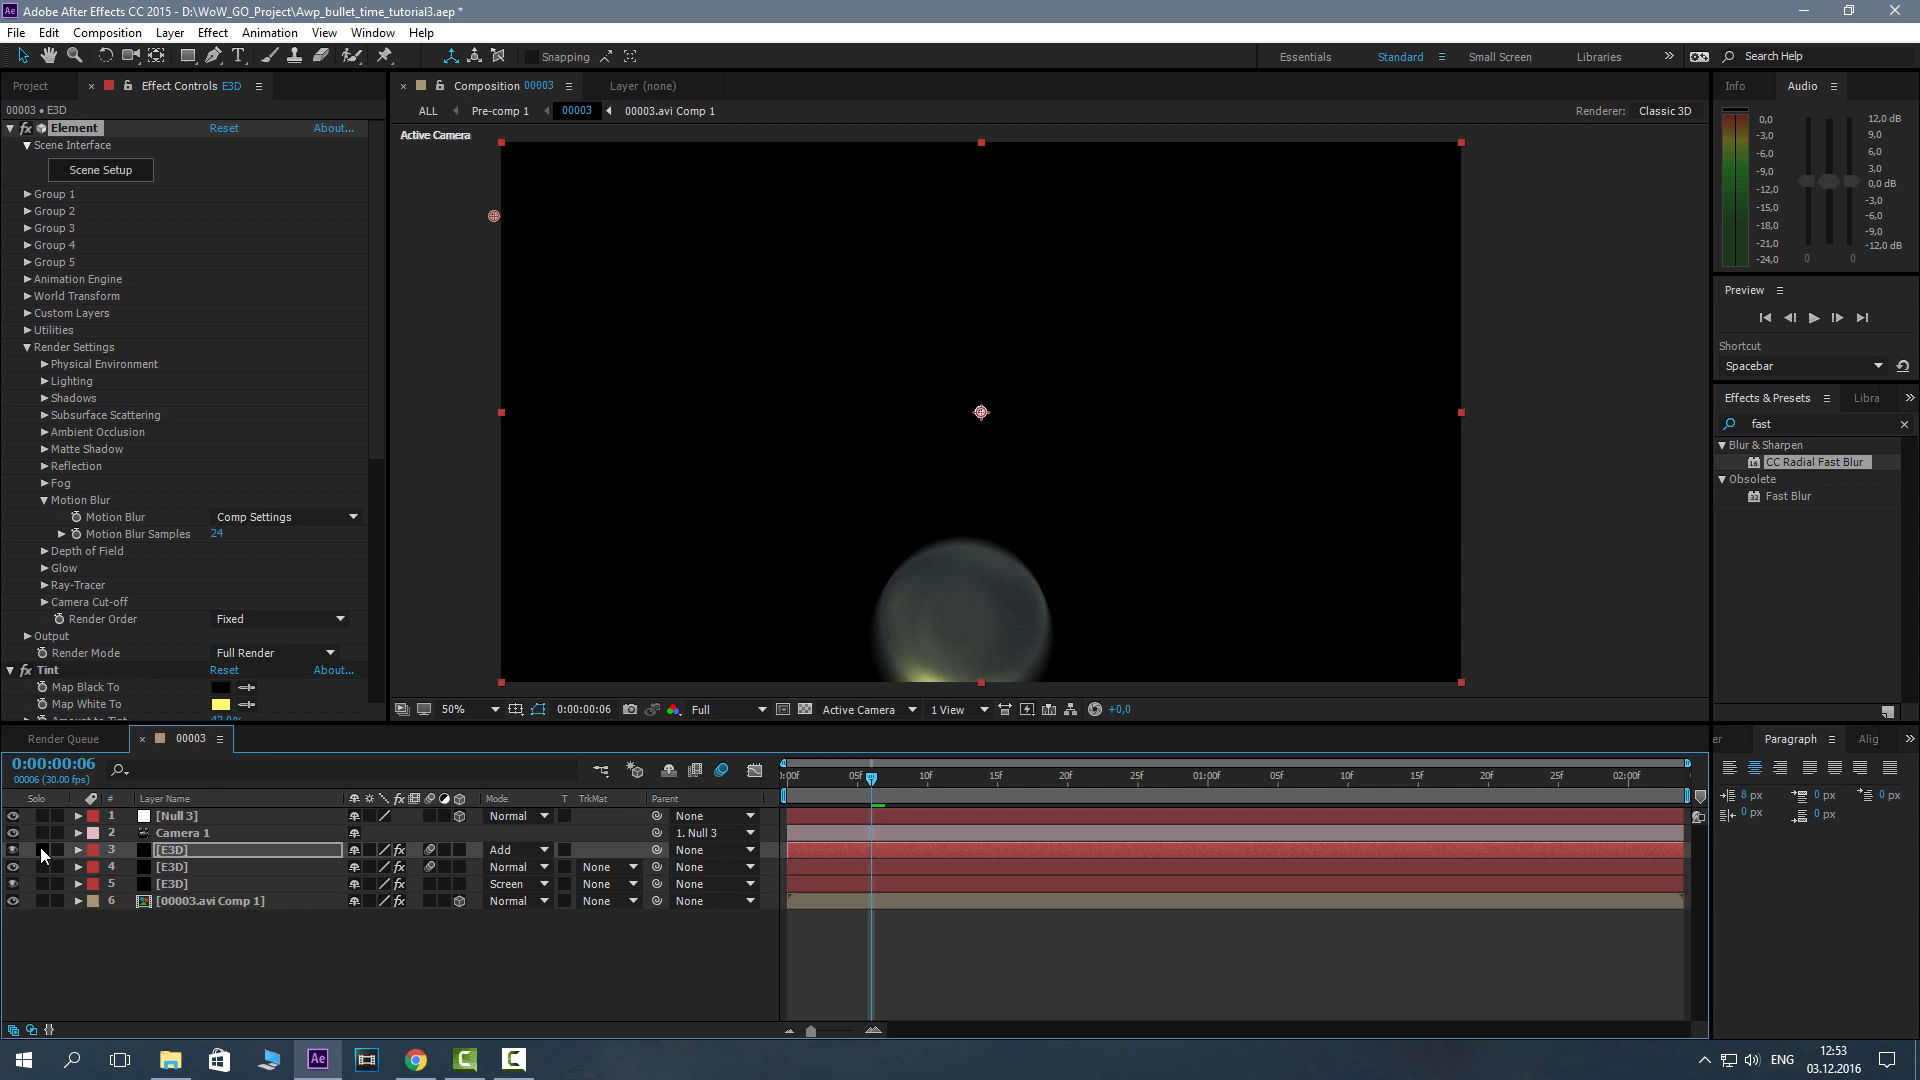 Adobe After Effects CC 2015 - D:\WoW_GO_Project\Awp_bullet_time_tutorial3.aep *
File Edit Composition Layer Effect Animation View Window Help
Snapping
Essentials Standard Small Screen Libraries Search Help
Project Effect Controls E3D
00003 • E3D
fx Element Reset About...
Scene Interface
Scene Setup
Group 1
Group 2
Group 3
Group 4
Group 5
Animation Engine
World Transform
Custom Layers
Utilities
Render Settings
Physical Environment
Lighting
Shadows
Subsurface Scattering
Ambient Occlusion
Matte Shadow
Reflection
Fog
Motion Blur
Motion Blur Comp Settings
Motion Blur Samples 24
Depth of Field
Glow
Ray-Tracer
Camera Cut-off
Render Order Fixed
Output
Render Mode Full Render
fx Tint Reset About...
Map Black To
Map White To
Composition 00003 Layer (none)
ALL Pre-comp 1 00003 00003.avi Comp 1 Renderer: Classic 3D
Active Camera
50% 0:00:00:06 Full Active Camera 1 View +0,0
Info Audio
0,0 12,0 dB
-3,0 9,0
-6,0 6,0
-9,0 3,0
-12,0 0,0 dB
-15,0 -3,0
-18,0 -6,0
-21,0 -9,0
-24,0 -12,0 dB
0 0
Preview
Shortcut
Spacebar
Effects & Presets Libra
fast
Blur & Sharpen
16 CC Radial Fast Blur
Obsolete
32 Fast Blur
Render Queue 00003
0:00:00:06
00006 (30.00 fps)
:00f 05f 10f 15f 20f 25f 01:00f 05f 10f 15f 20f 25f 02:00f
Solo # Layer Name fx Mode T TrkMat Parent
1 [Null 3] Normal None
2 Camera 1 1. Null 3
3 [E3D] fx Add None
4 [E3D] fx Normal None None
5 [E3D] fx Screen None None
6 [00003.avi Comp 1] fx Normal None None
er Paragraph Alig
8 px 0 px 0 px
0 px 0 px
Ae
ENG
12:53
03.12.2016